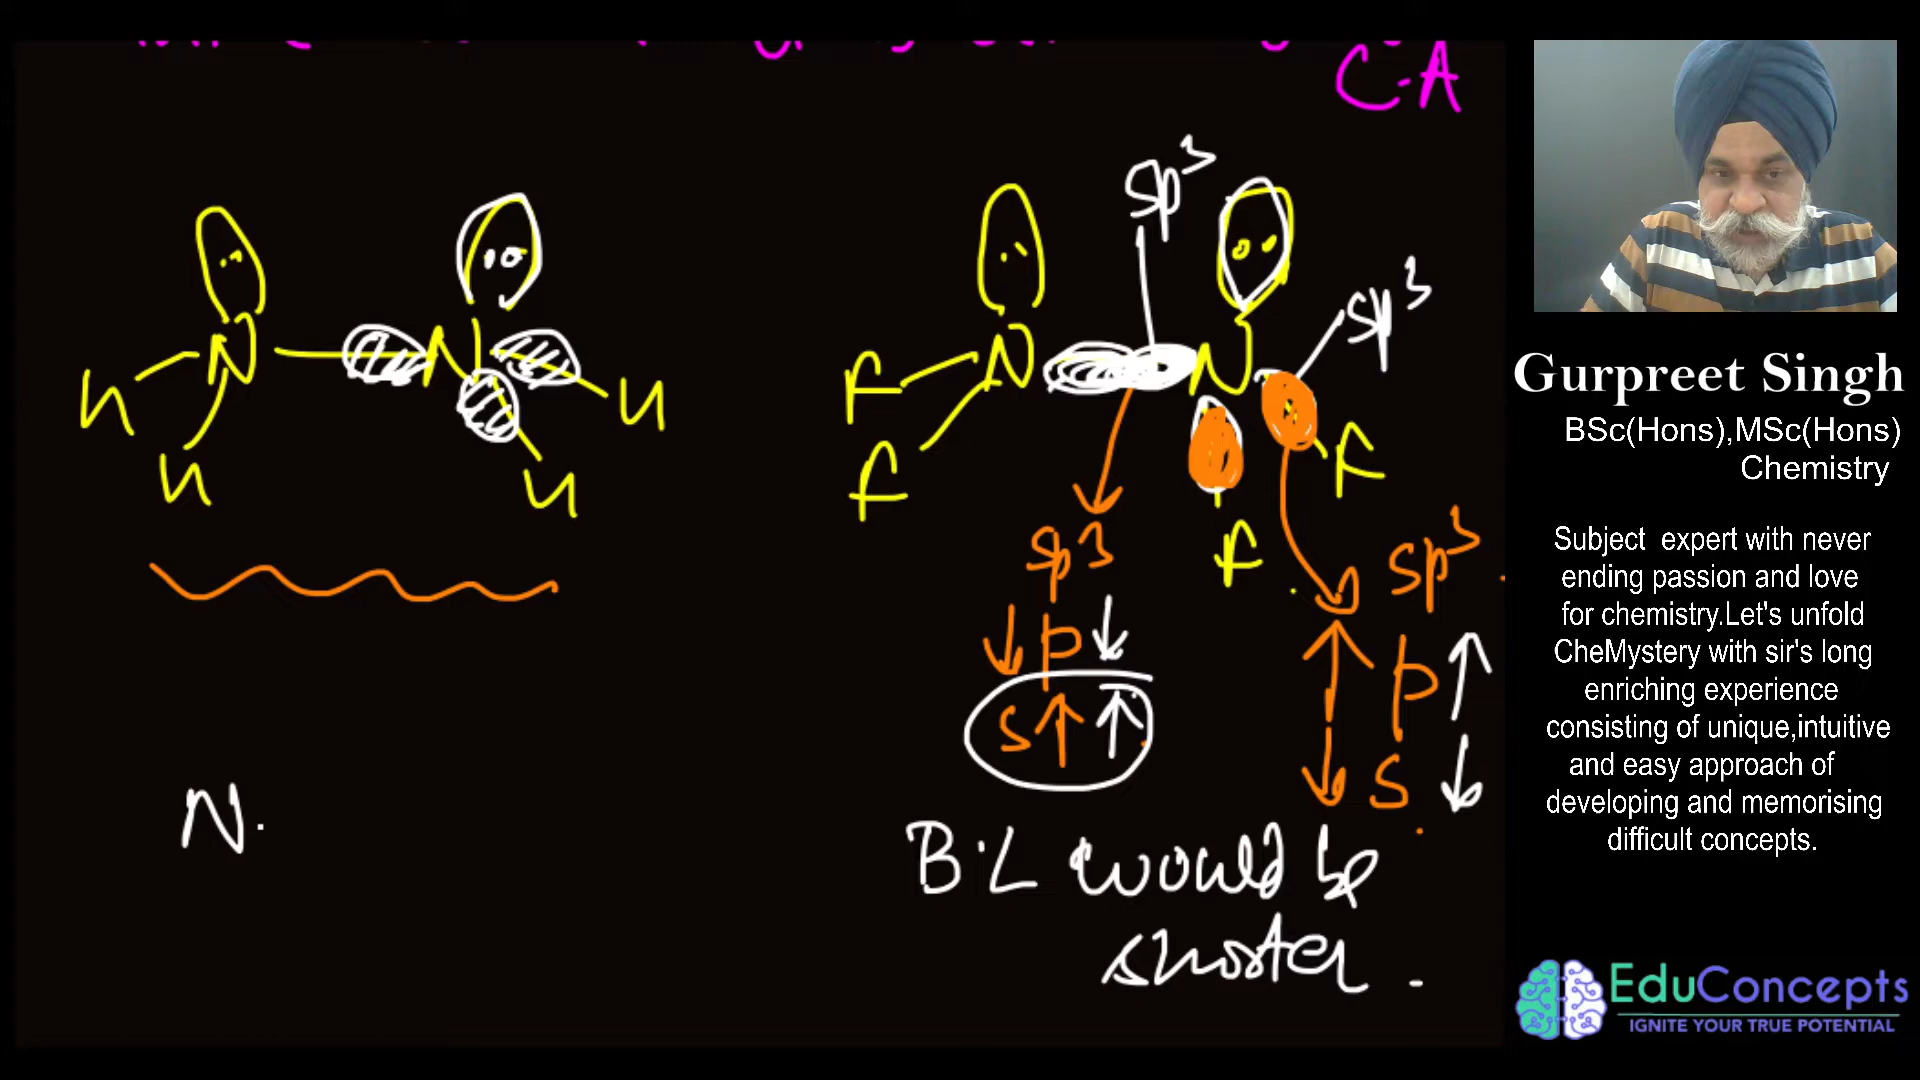 C-A
sp³
sp³
N
N
N
N
H
H
H
H
F
F
F
F
sp³
sp³
p
p
s
s
N.
B.L would be
shorter.
Gurpreet Singh
BSc(Hons),MSc(Hons)
Chemistry
Subject expert with never
ending passion and love
for chemistry.Let's unfold
CheMystery with sir's long
enriching experience
consisting of unique,intuitive
and easy approach of
developing and memorising
difficult concepts.
EduConcepts
IGNITE YOUR TRUE POTENTIAL